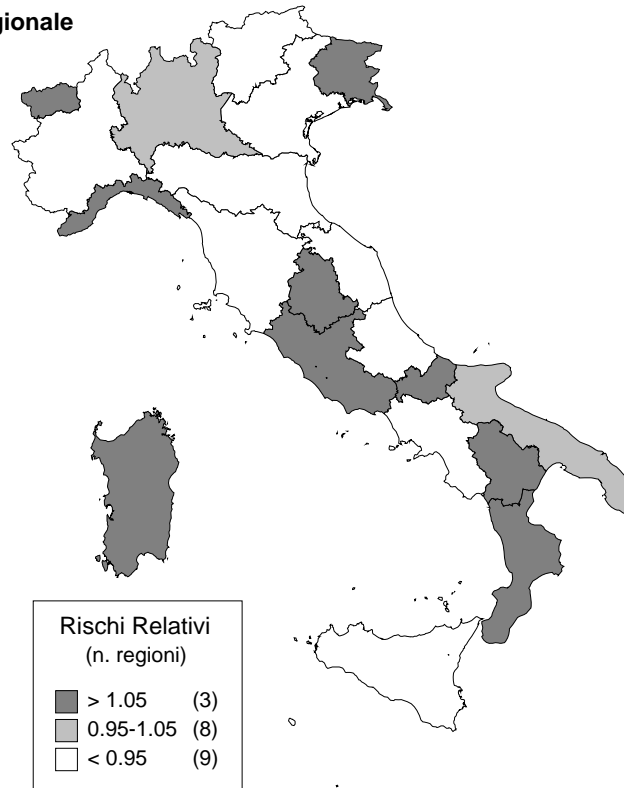 gionale
Rischi Relativi
(n. regioni)
> 1.05 (3)
0.95-1.05 (8)
< 0.95 (9)